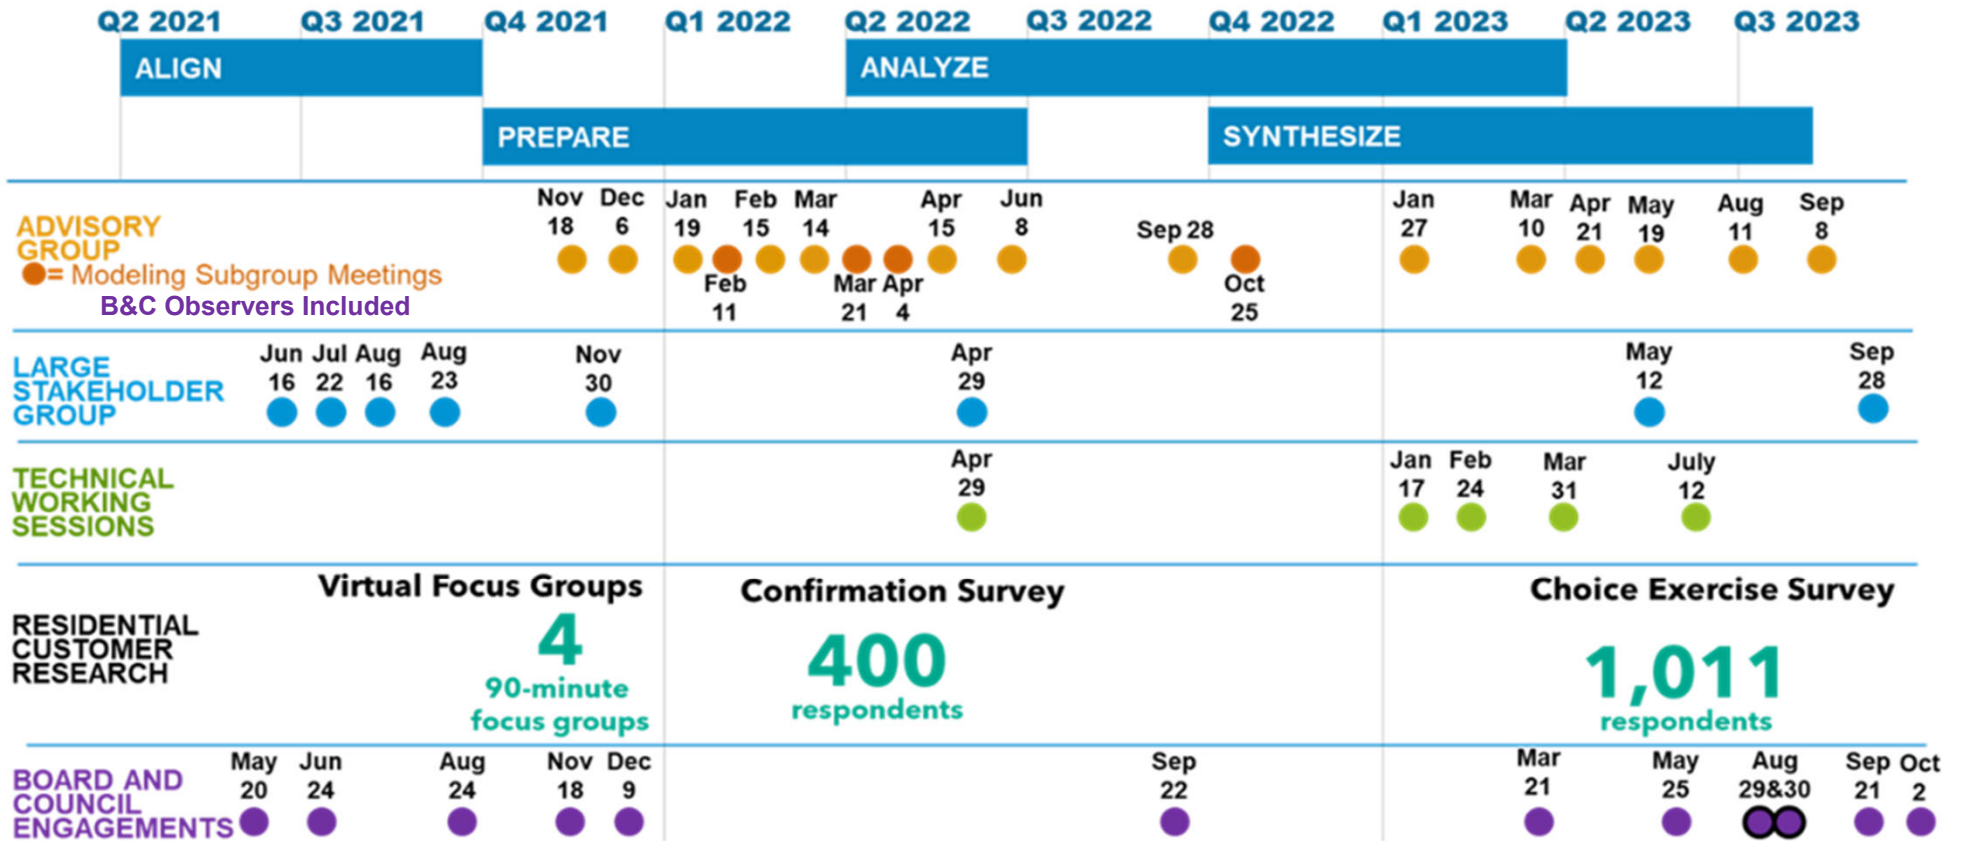 Q2 2021 Q3 2021 Q4 2021 Q1 2022 Q2 2022 Q3 2022 Q4 2022 Q1 2023 Q2 2023 Q3 2023
ALIGN ANALYZE
PREPARE SYNTHESIZE
ADVISORY
GROUP
= Modeling Subgroup Meetings
B&C Observers Included
Nov Dec Jan Feb Mar Apr Jun Jan Mar Apr May Aug Sep
18 6 19 15 14 15 8 Sep 28 27 10 21 19 11 8
Feb Mar Apr Oct
11 21 4 25
LARGE
STAKEHOLDER
GROUP
Jun Jul Aug Aug Nov Apr May Sep
16 22 16 23 30 29 12 28
TECHNICAL
WORKING
SESSIONS
Apr Jan Feb Mar July
29 17 24 31 12
RESIDENTIAL
CUSTOMER
RESEARCH
Virtual Focus Groups
4
90-minute
focus groups
Confirmation Survey
400
respondents
Choice Exercise Survey
1,011
respondents
BOARD AND
COUNCIL
ENGAGEMENTS
May Jun Aug Nov Dec Sep Mar May Aug Sep Oct
20 24 24 18 9 22 21 25 29&30 21 2